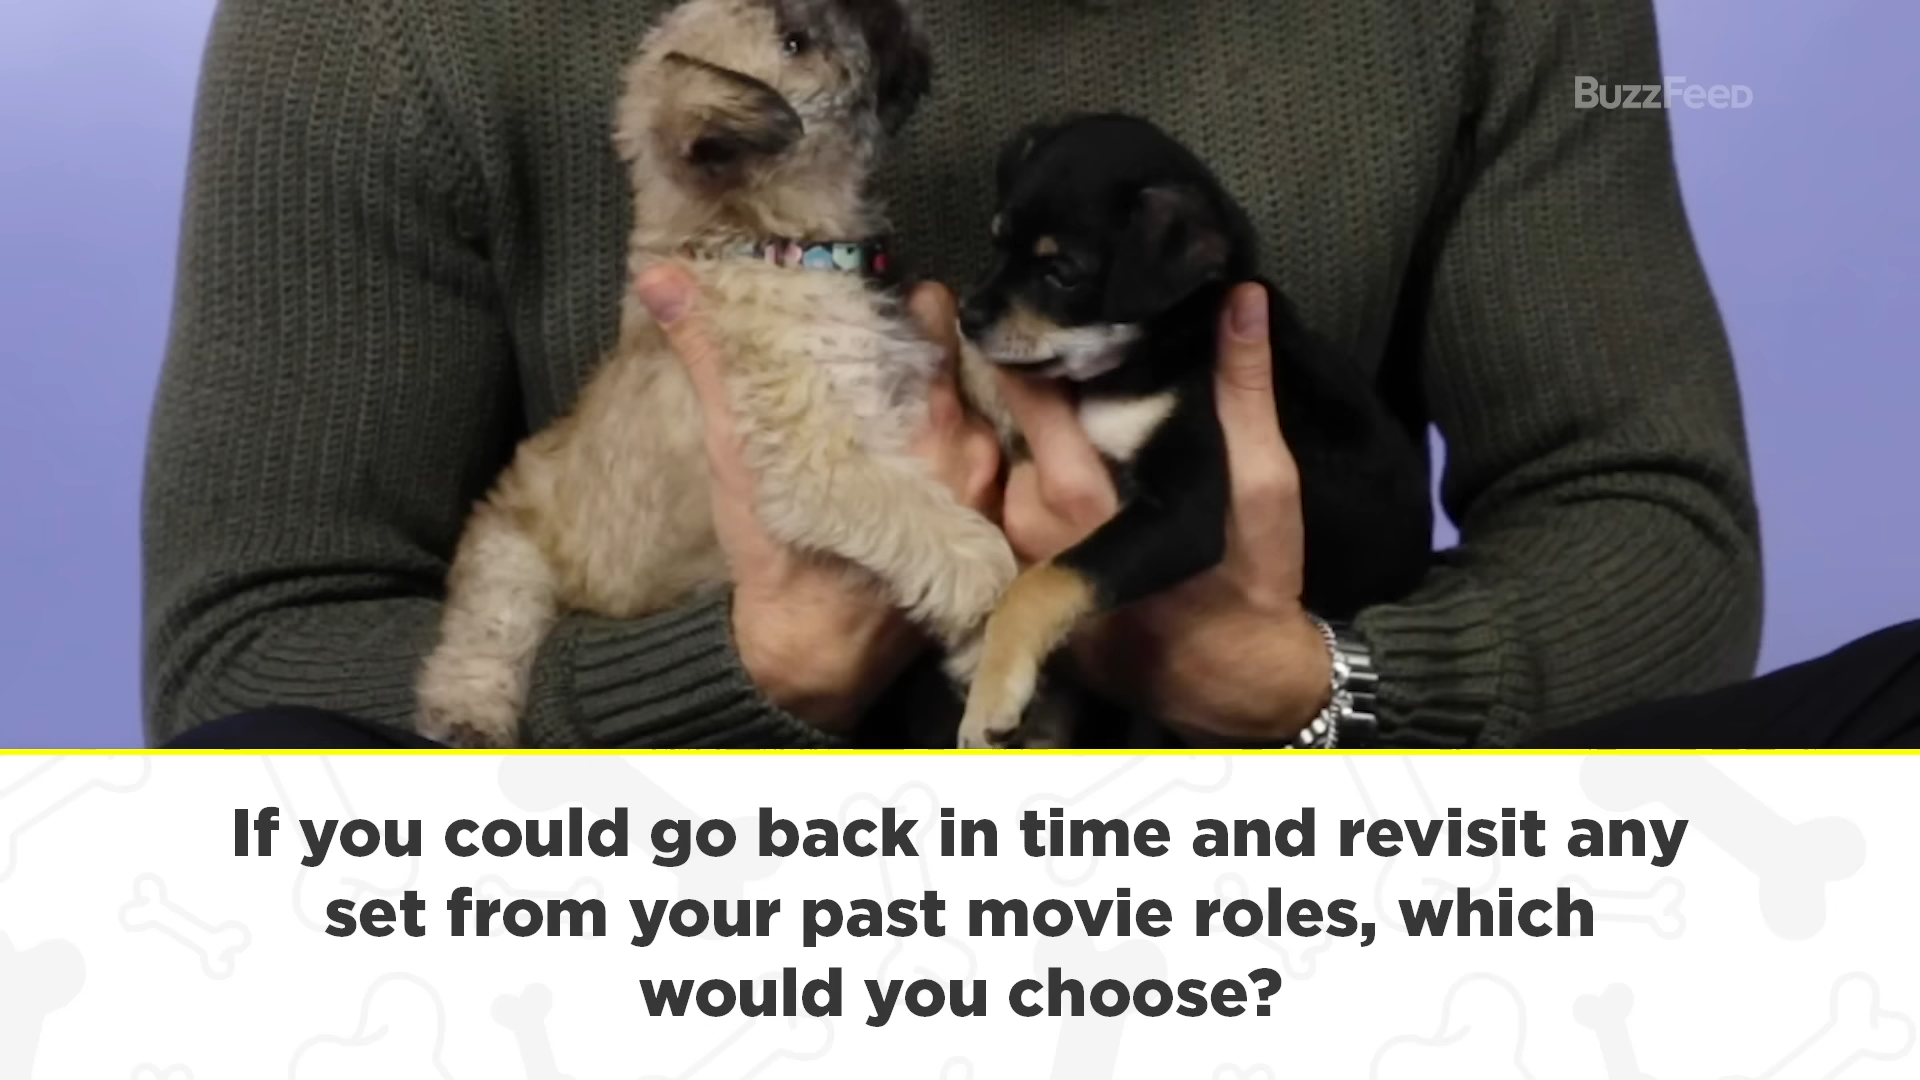 BuzzFeed
If you could go back in time and revisit any
set from your past movie roles, which
would you choose?